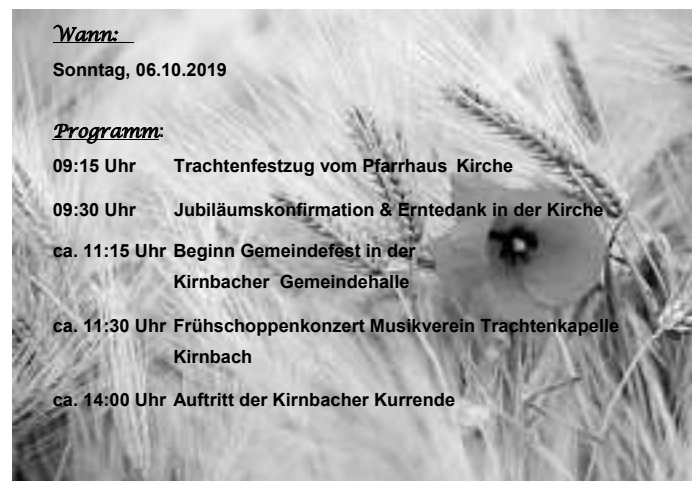 Wann:
Sonntag, 06.10.2019
Programm:
09:15 Uhr Trachtenfestzug vom Pfarrhaus Kirche
09:30 Uhr Jubiläumskonfirmation & Erntedank in der Kirche
ca. 11:15 Uhr Beginn Gemeindefest in der
Kirnbacher Gemeindehalle
ca. 11:30 Uhr Frühschoppenkonzert Musikverein Trachtenkapelle
Kirnbach
ca. 14:00 Uhr Auftritt der Kirnbacher Kurrende